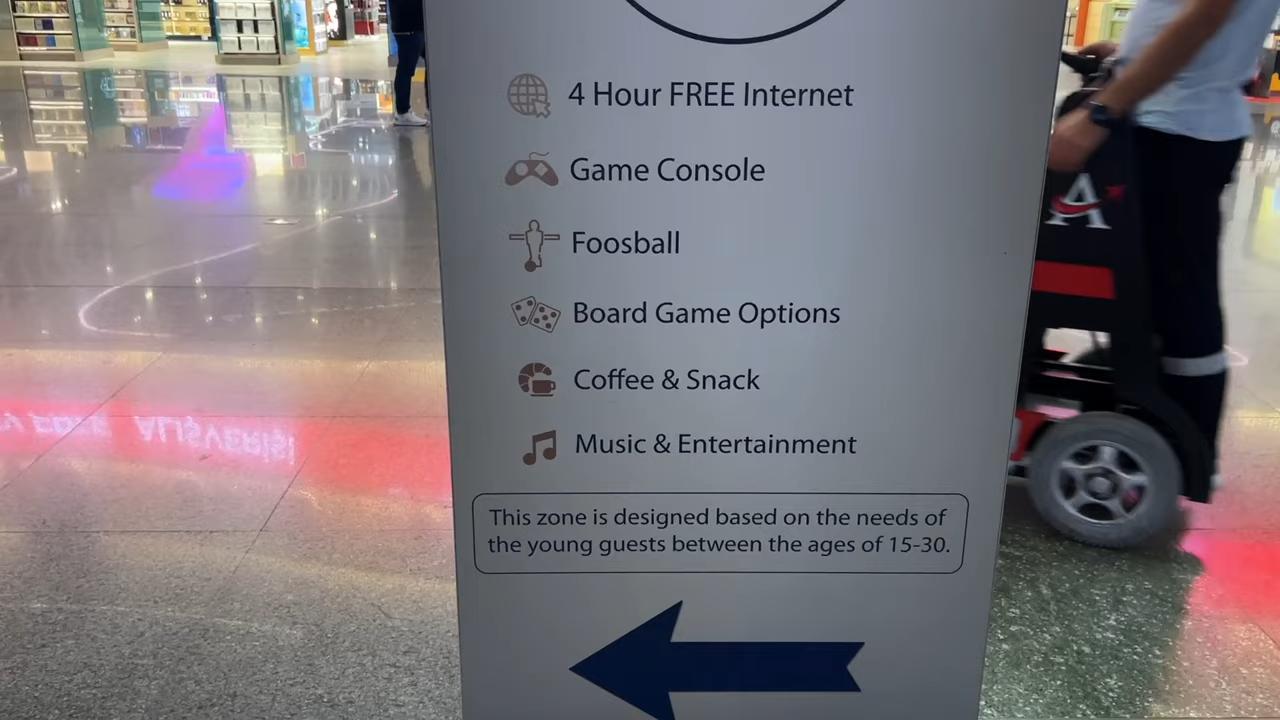 4 Hour FREE Internet
Game Console
Foosball
Board Game Options
Coffee & Snack
Music & Entertainment
This zone is designed based on the needs of
the young guests between the ages of 15-30.
A
ALIŞVERİŞ